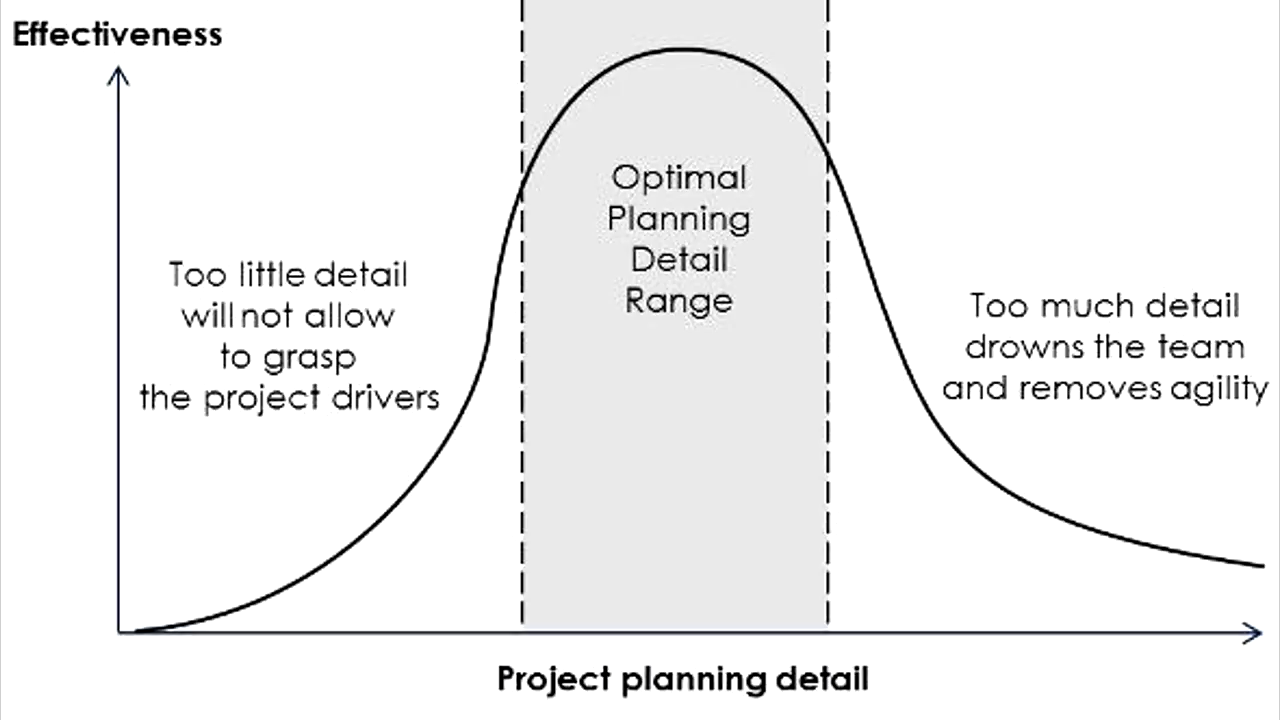 Effectiveness
Optimal
Planning
Detail
Range
Too little detail
will not allow
to grasp
the project drivers
Too much detail
drowns the team
and removes agility
Project planning detail